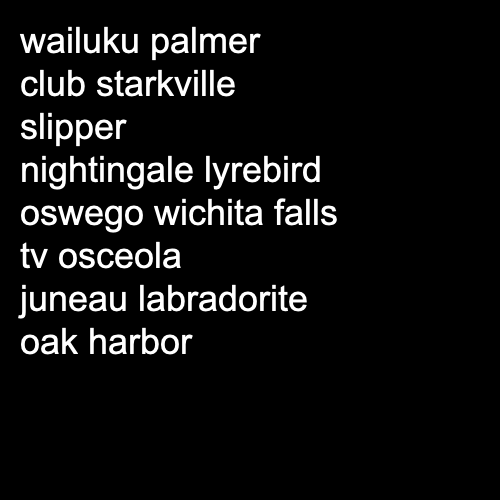 wailuku palmer
club starkville
slipper
nightingale lyrebird
oswego wichita falls
tv osceola
juneau labradorite
oak harbor